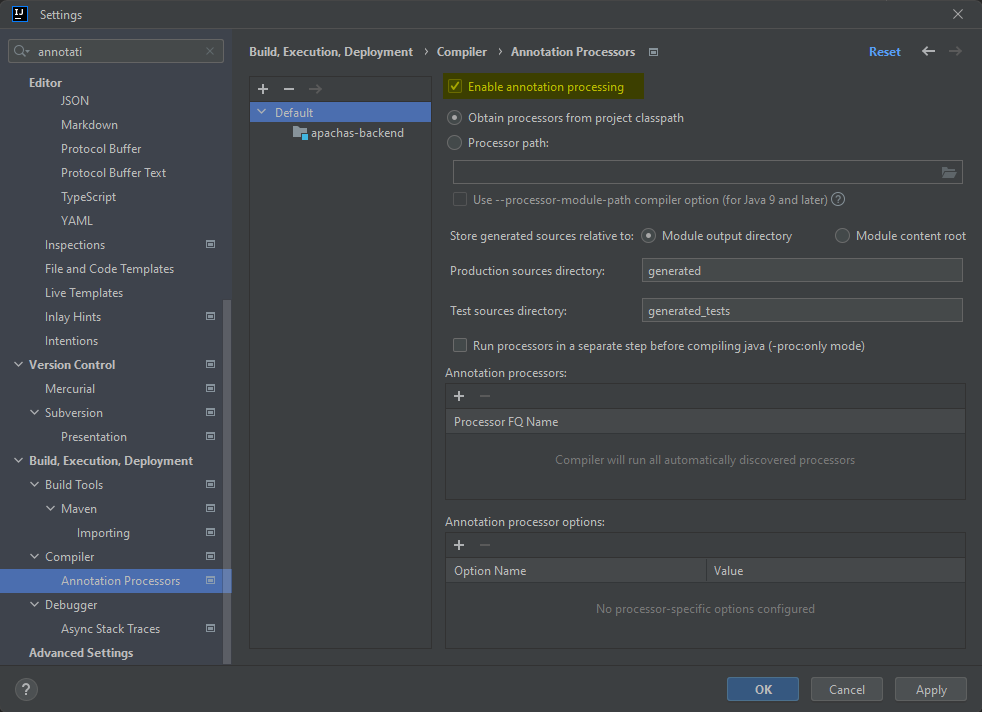 IJ
Settings
annotati
Editor
JSON
Markdown
Protocol Buffer
Protocol Buffer Text
TypeScript
YAML
Inspections
File and Code Templates
Live Templates
Inlay Hints
Intentions
Version Control
Mercurial
Subversion
Presentation
Build, Execution, Deployment
Build Tools
Maven
Importing
Compiler
Annotation Processors
Debugger
Async Stack Traces
Advanced Settings
Build, Execution, Deployment › Compiler › Annotation Processors
Reset
Default
apachas-backend
Enable annotation processing
Obtain processors from project classpath
Processor path:
Use --processor-module-path compiler option (for Java 9 and later) ?
Store generated sources relative to: Module output directory Module content root
Production sources directory: generated
Test sources directory: generated_tests
Run processors in a separate step before compiling java (-proc:only mode)
Annotation processors:
Processor FQ Name
Compiler will run all automatically discovered processors
Annotation processor options:
Option Name Value
No processor-specific options configured
?
OK Cancel Apply